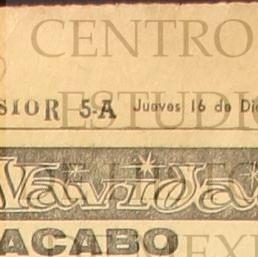 CENTRO
SIOR 5-A Jueves 16 de Di
ESTUDI
Navida
ACABO